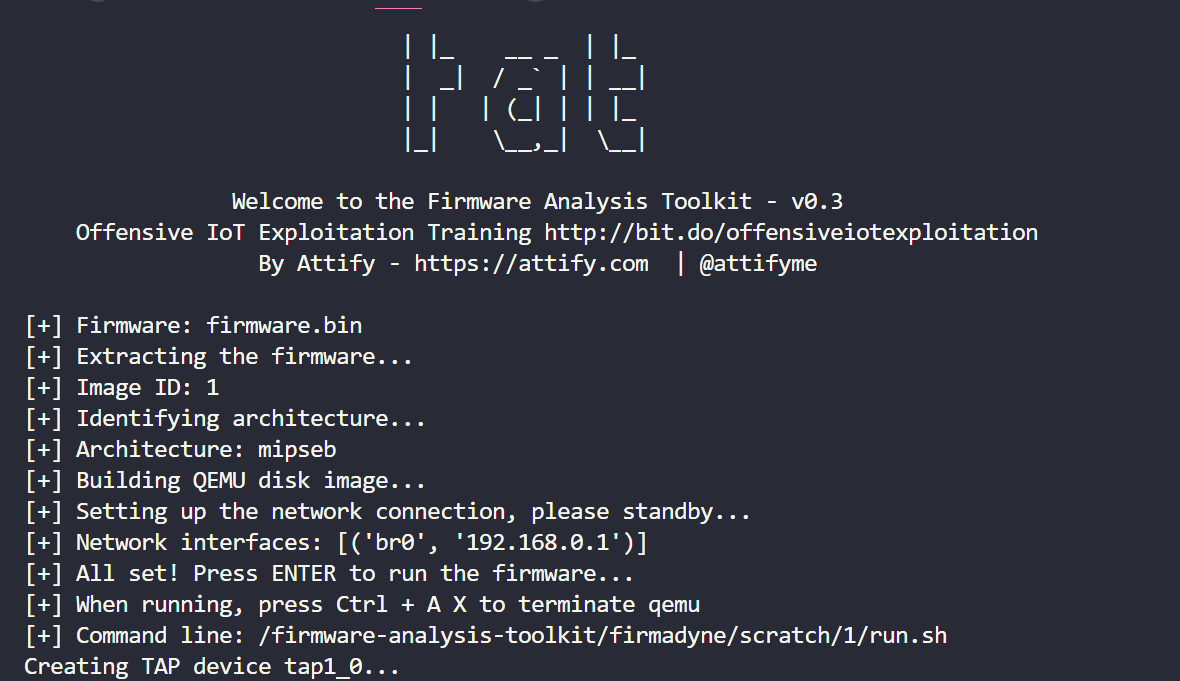 fat
Welcome to the Firmware Analysis Toolkit - v0.3
Offensive IoT Exploitation Training http://bit.do/offensiveiotexploitation
By Attify - https://attify.com | @attifyme
[+] Firmware: firmware.bin
[+] Extracting the firmware...
[+] Image ID: 1
[+] Identifying architecture...
[+] Architecture: mipseb
[+] Building QEMU disk image...
[+] Setting up the network connection, please standby...
[+] Network interfaces: [('br0', '192.168.0.1')]
[+] All set! Press ENTER to run the firmware...
[+] When running, press Ctrl + A X to terminate qemu
[+] Command line: /firmware-analysis-toolkit/firmadyne/scratch/1/run.sh
Creating TAP device tap1_0...